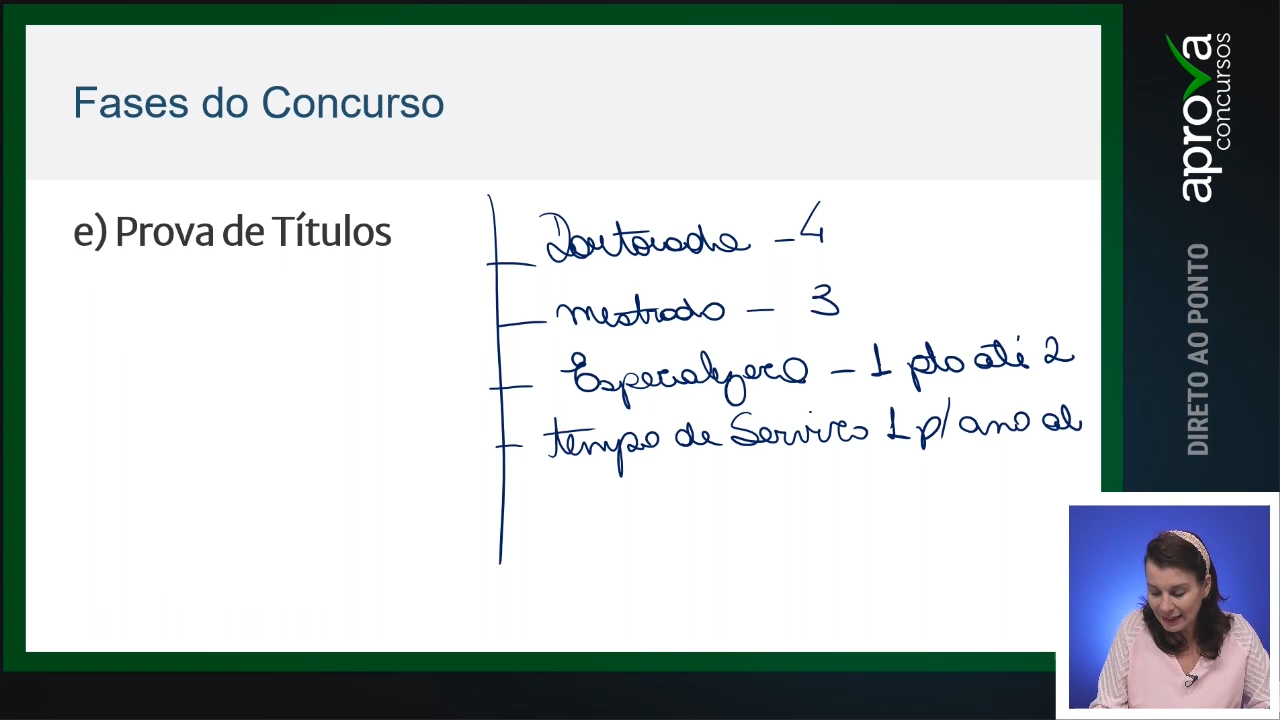 Fases do Concurso
e) Prova de Títulos
Doutorado - 4
mestrado - 3
Especialização - 1 pto até 2
tempo de Serviço 1 p/ ano at
aprova
concursos
DIRETO AO PONTO